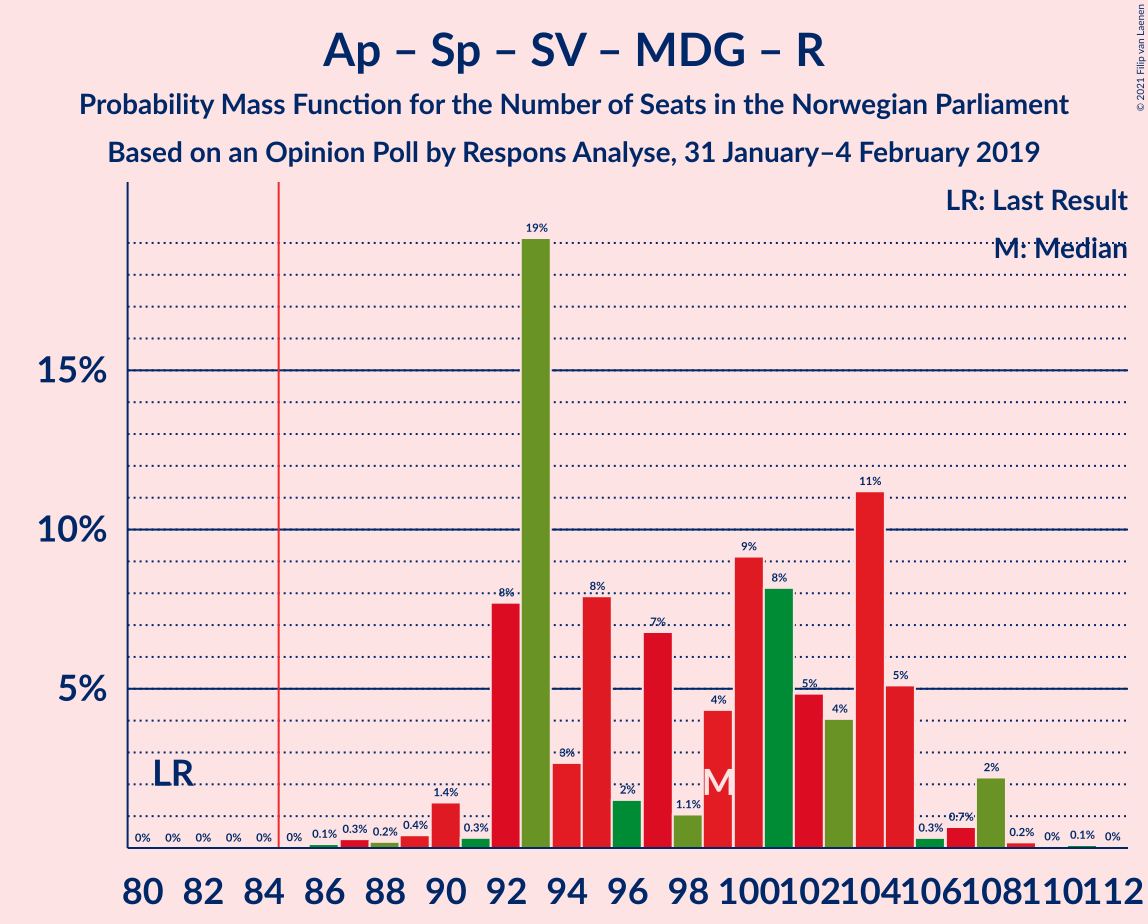 Ap – Sp – SV – MDG – R
Probability Mass Function for the Number of Seats in the Norwegian Parliament
Based on an Opinion Poll by Respons Analyse, 31 January–4 February 2019
© 2021 Filip van Laenen
LR: Last Result
M: Median
15%
10%
5%
LR
M
0% 0% 0% 0% 0% 0% 0.1% 0.3% 0.2% 0.4% 1.4% 0.3% 8% 19% 3% 8% 2% 7% 1.1% 4% 9% 8% 5% 4% 11% 5% 0.3% 0.7% 2% 0.2% 0% 0.1% 0%
80 82 84 86 88 90 92 94 96 98 100 102 104 106 108 110 112